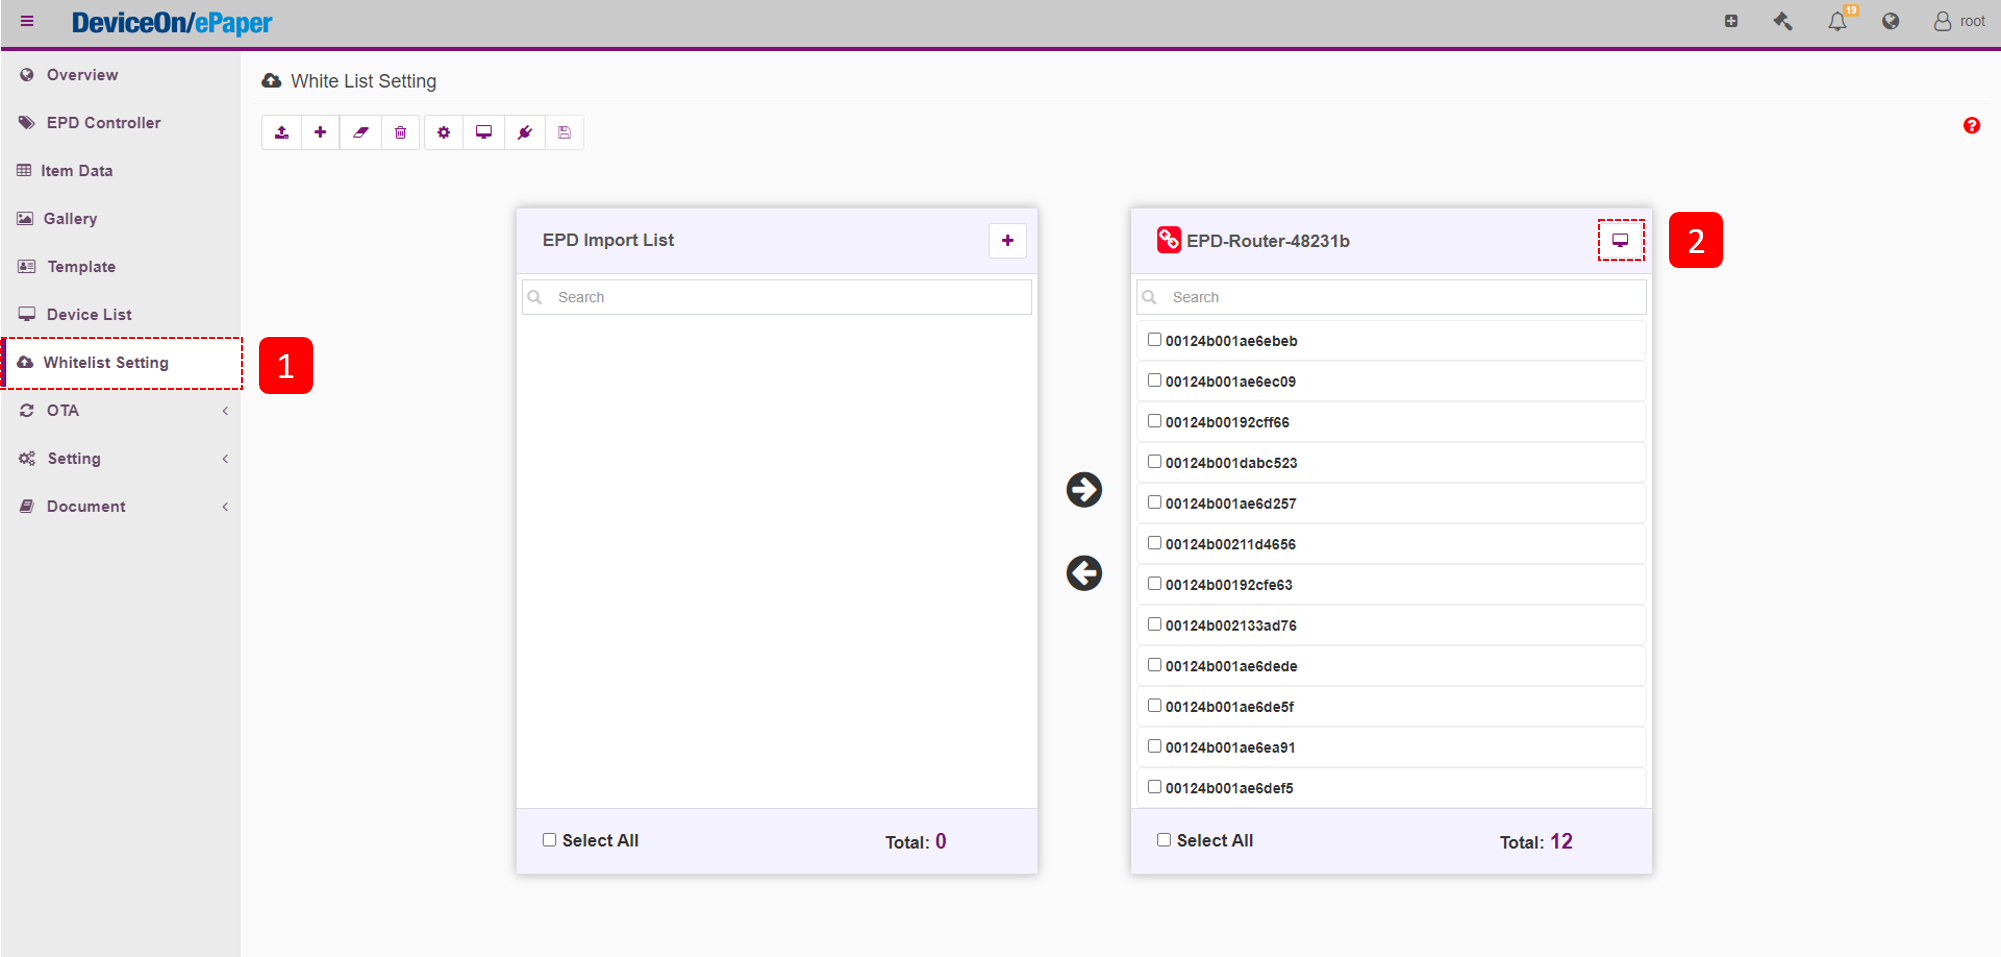 DeviceOn/ePaper
19
root
Overview
EPD Controller
Item Data
Gallery
Template
Device List
Whitelist Setting
1
OTA
Setting
Document
White List Setting
EPD Import List
Search
Select All
Total: 0
EPD-Router-48231b
2
Search
00124b001ae6ebeb
00124b001ae6ec09
00124b00192cff66
00124b001dabc523
00124b001ae6d257
00124b00211d4656
00124b00192cfe63
00124b002133ad76
00124b001ae6dede
00124b001ae6de5f
00124b001ae6ea91
00124b001ae6def5
Select All
Total: 12